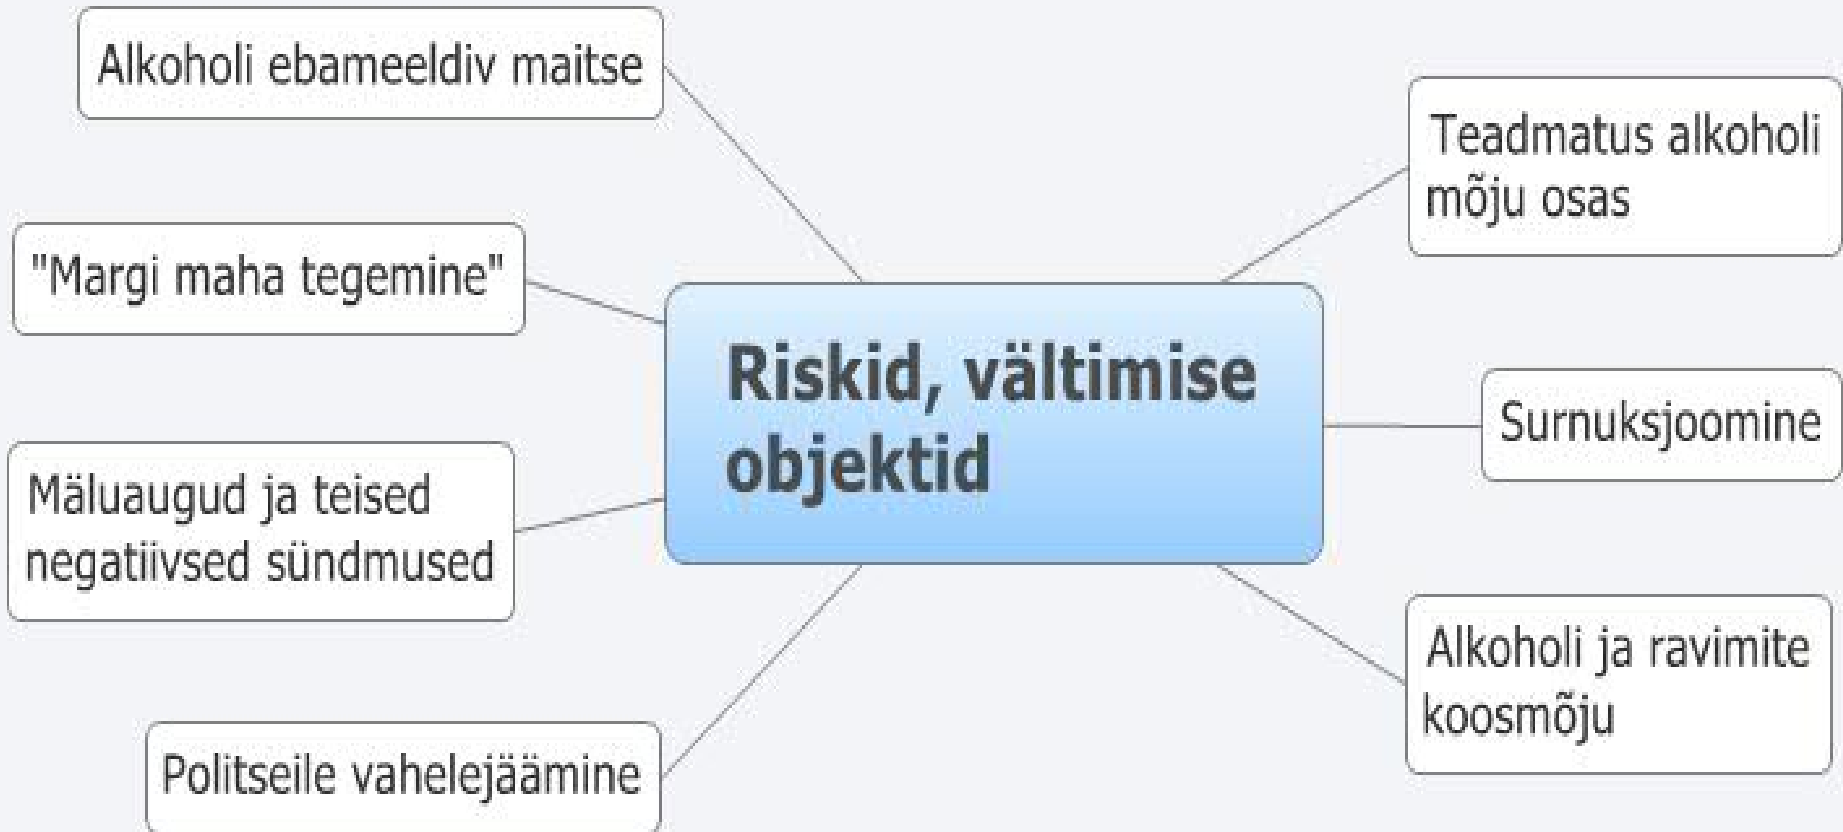 Alkoholi ebameeldiv maitse
"Margi maha tegemine"
Mäluaugud ja teised
negatiivsed sündmused
Politseile vahelejäämine
Riskid, vältimise
objektid
Teadmatus alkoholi
mõju osas
Surnuksjoomine
Alkoholi ja ravimite
koosmõju